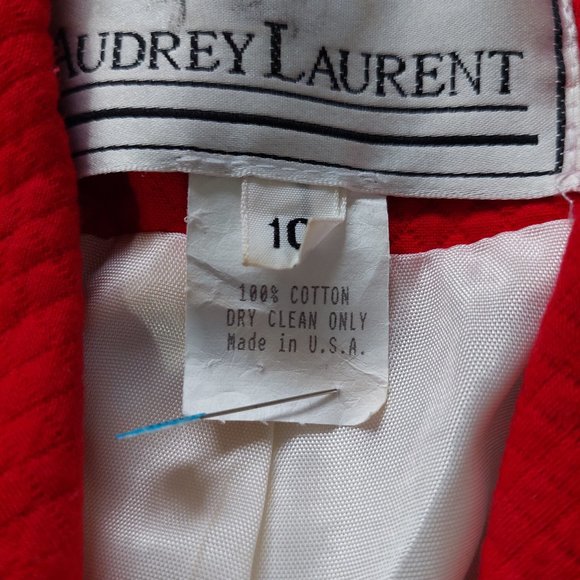 AUDREY LAURENT
10
100% COTTON
DRY CLEAN ONLY
Made in U.S.A.